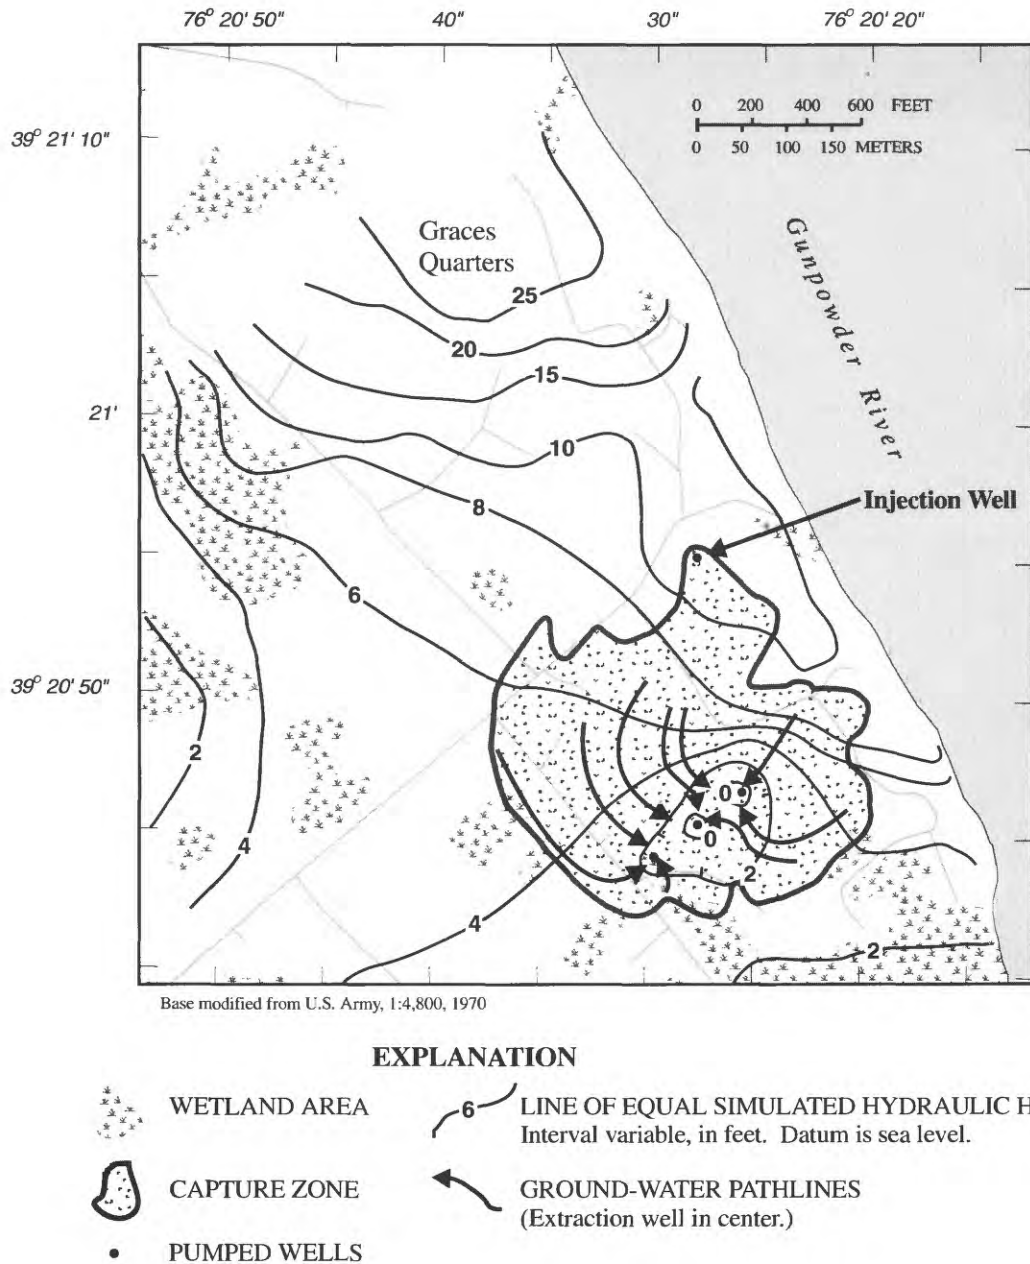 76° 20' 50"
40"
30"
76° 20' 20"
39° 21' 10"
0 200 400 600 FEET
0 50 100 150 METERS
Graces
Quarters
Gunpowder River
25
20
15
21'
10
8
Injection Well
6
39° 20' 50"
2
0
0
4
2
4
2
Base modified from U.S. Army, 1:4,800, 1970
EXPLANATION
WETLAND AREA
6
LINE OF EQUAL SIMULATED HYDRAULIC H
Interval variable, in feet. Datum is sea level.
CAPTURE ZONE
GROUND-WATER PATHLINES
(Extraction well in center.)
PUMPED WELLS